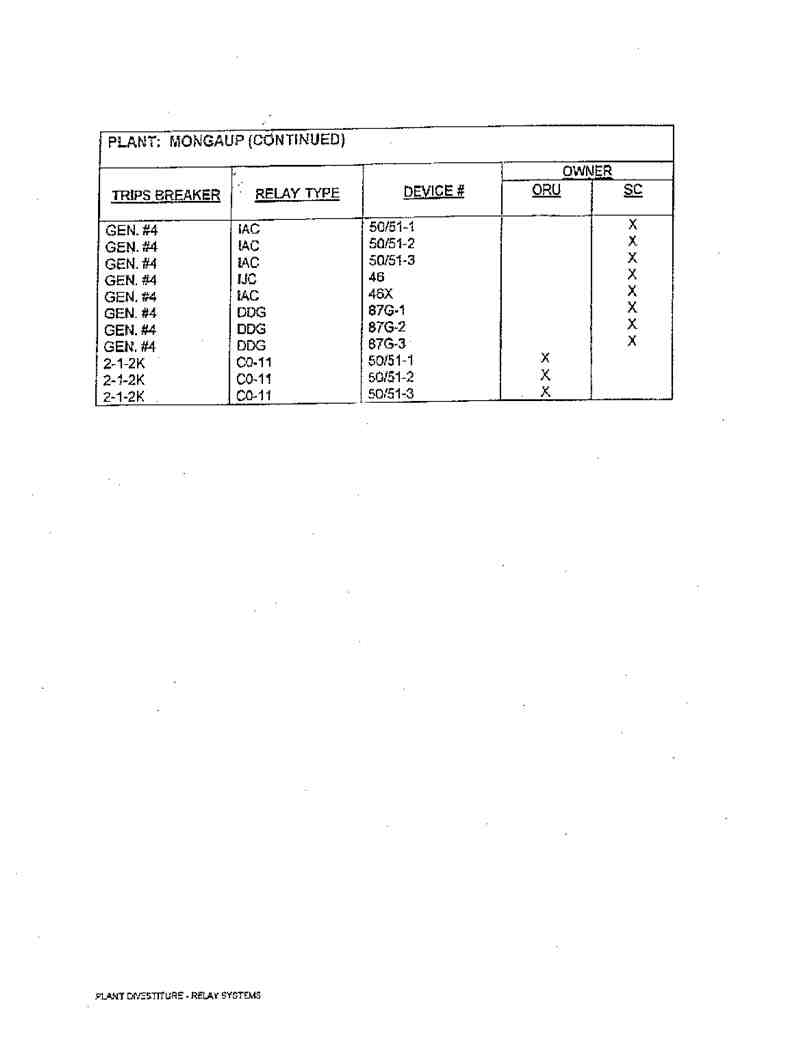 PLANT: MONGAUP (CONTINUED)
OWNER
TRIPS BREAKER RELAY TYPE DEVICE # ORU SC
GEN. #4 IAC 50/51-1 X
GEN. #4 IAC 50/51-2 X
GEN. #4 IAC 50/51-3 X
GEN. #4 IJC 46 X
GEN. #4 IAC 46X X
GEN. #4 DDG 87G-1 X
GEN. #4 DDG 87G-2 X
GEN. #4 DDG 87G-3 X
2-1-2K C0-11 50/51-1 X
2-1-2K C0-11 50/51-2 X
2-1-2K C0-11 50/51-3 X
PLANT DIVESTITURE - RELAY SYSTEMS